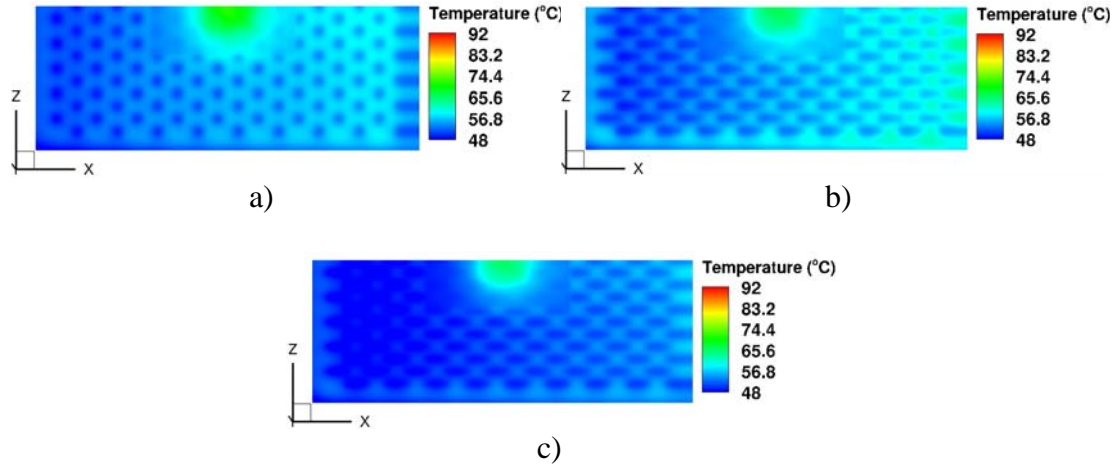 Temperature (°C)
92
83.2
74.4
65.6
56.8
48
Z
Y
X
a)
Temperature (°C)
92
83.2
74.4
65.6
56.8
48
Z
Y
X
b)
Temperature (°C)
92
83.2
74.4
65.6
56.8
48
Z
Y
X
c)